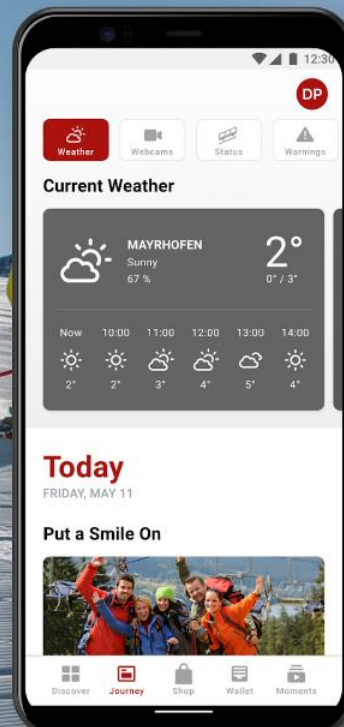 12:30
DP
Weather Webcams Status Warnings
Current Weather
MAYRHOFEN 2°
Sunny
67 % 0° / 3°
Now 10:00 11:00 12:00 13:00 14:00
2° 2° 3° 4° 5° 4°
Today
FRIDAY, MAY 11
Put a Smile On
Discover Journey Shop Wallet Moments